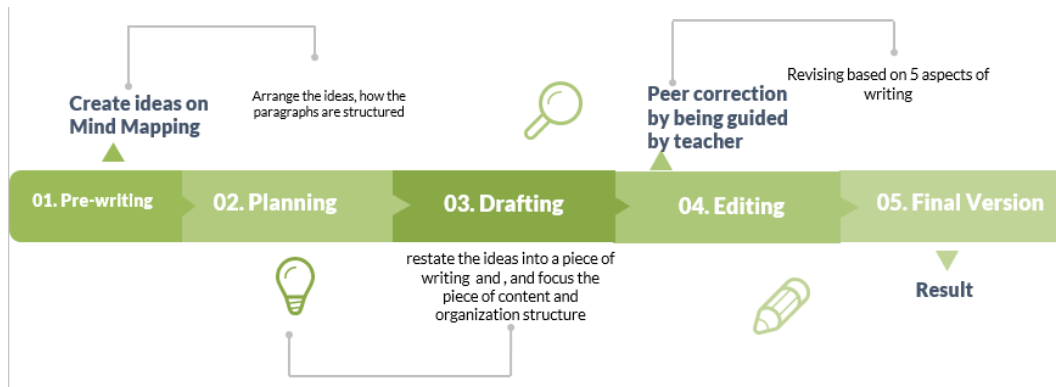 Create ideas on
Mind Mapping
Arrange the ideas, how the
paragraphs are structured
Peer correction
by being guided
by teacher
Revising based on 5 aspects of
writing
01. Pre-writing
02. Planning
03. Drafting
04. Editing
05. Final Version
restate the ideas into a piece of
writing and , and focus the
piece of content and
organization structure
Result